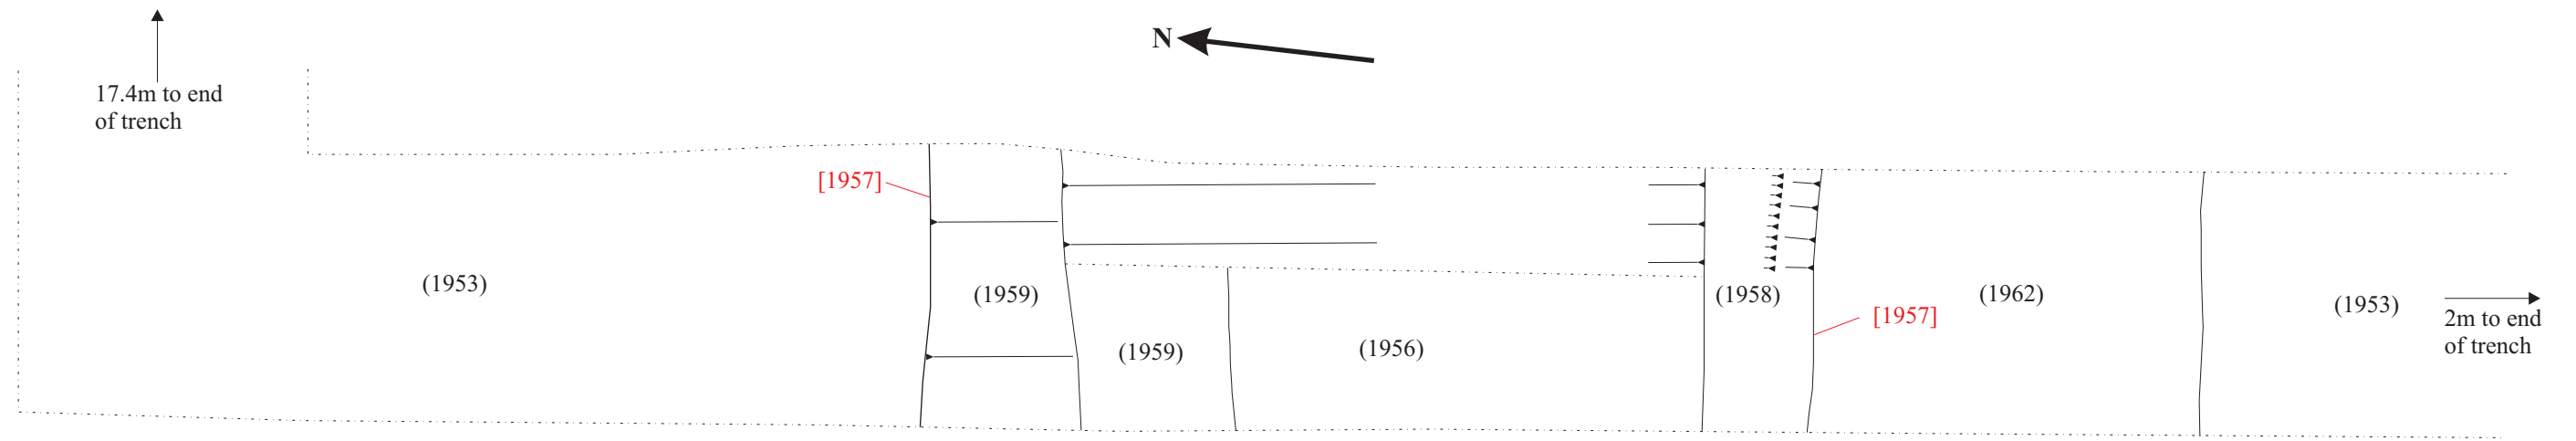 N
17.4m to end
of trench
[1957]
(1953)
(1959)
(1959)
(1956)
(1958)
(1962)
[1957]
(1953)
2m to end
of trench